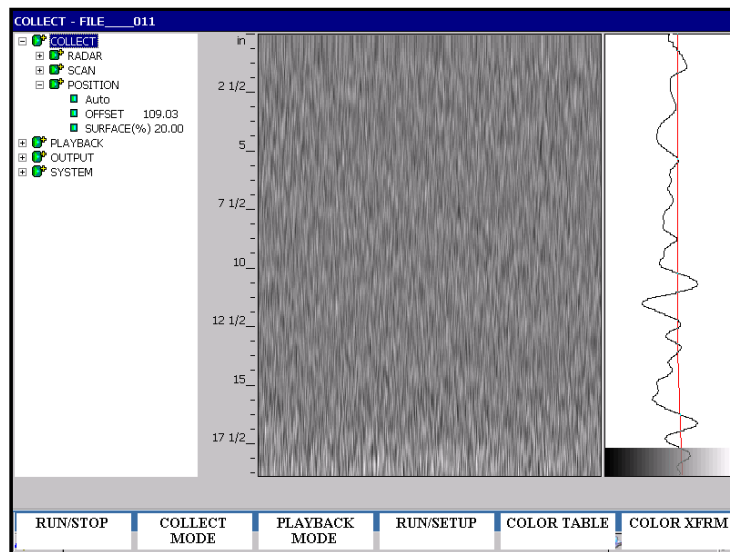 COLLECT - FILE____011
COLLECT
RADAR
SCAN
POSITION
Auto
OFFSET 109.03
SURFACE(%) 20.00
PLAYBACK
OUTPUT
SYSTEM
in
2 1/2
5
7 1/2
10
12 1/2
15
17 1/2
RUN/STOP
COLLECT
MODE
PLAYBACK
MODE
RUN/SETUP
COLOR TABLE
COLOR XFRM